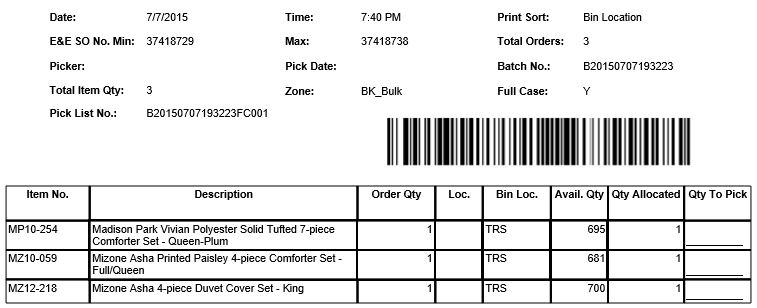 Date: 7/7/2015 Time: 7:40 PM Print Sort: Bin Location
E&E SO No. Min: 37418729 Max: 37418738 Total Orders: 3
Picker: Pick Date: Batch No.: B20150707193223
Total Item Qty: 3 Zone: BK_Bulk Full Case: Y
Pick List No.: B20150707193223FC001
Item No. Description Order Qty Loc. Bin Loc. Avail. Qty Qty Allocated Qty To Pick
MP10-254 Madison Park Vivian Polyester Solid Tufted 7-piece 1 TRS 695 1
Comforter Set - Queen-Plum
MZ10-059 Mizone Asha Printed Paisley 4-piece Comforter Set - 1 TRS 681 1
Full/Queen
MZ12-218 Mizone Asha 4-piece Duvet Cover Set - King 1 TRS 700 1